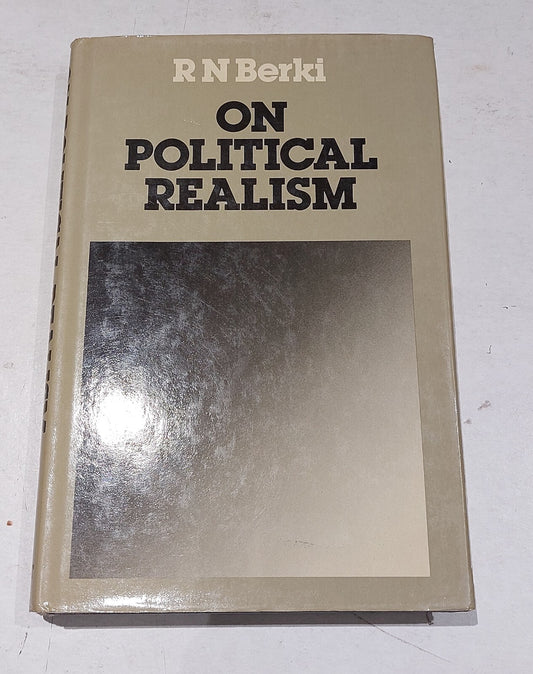 R N Berki
ON
POLITICAL
REALISM